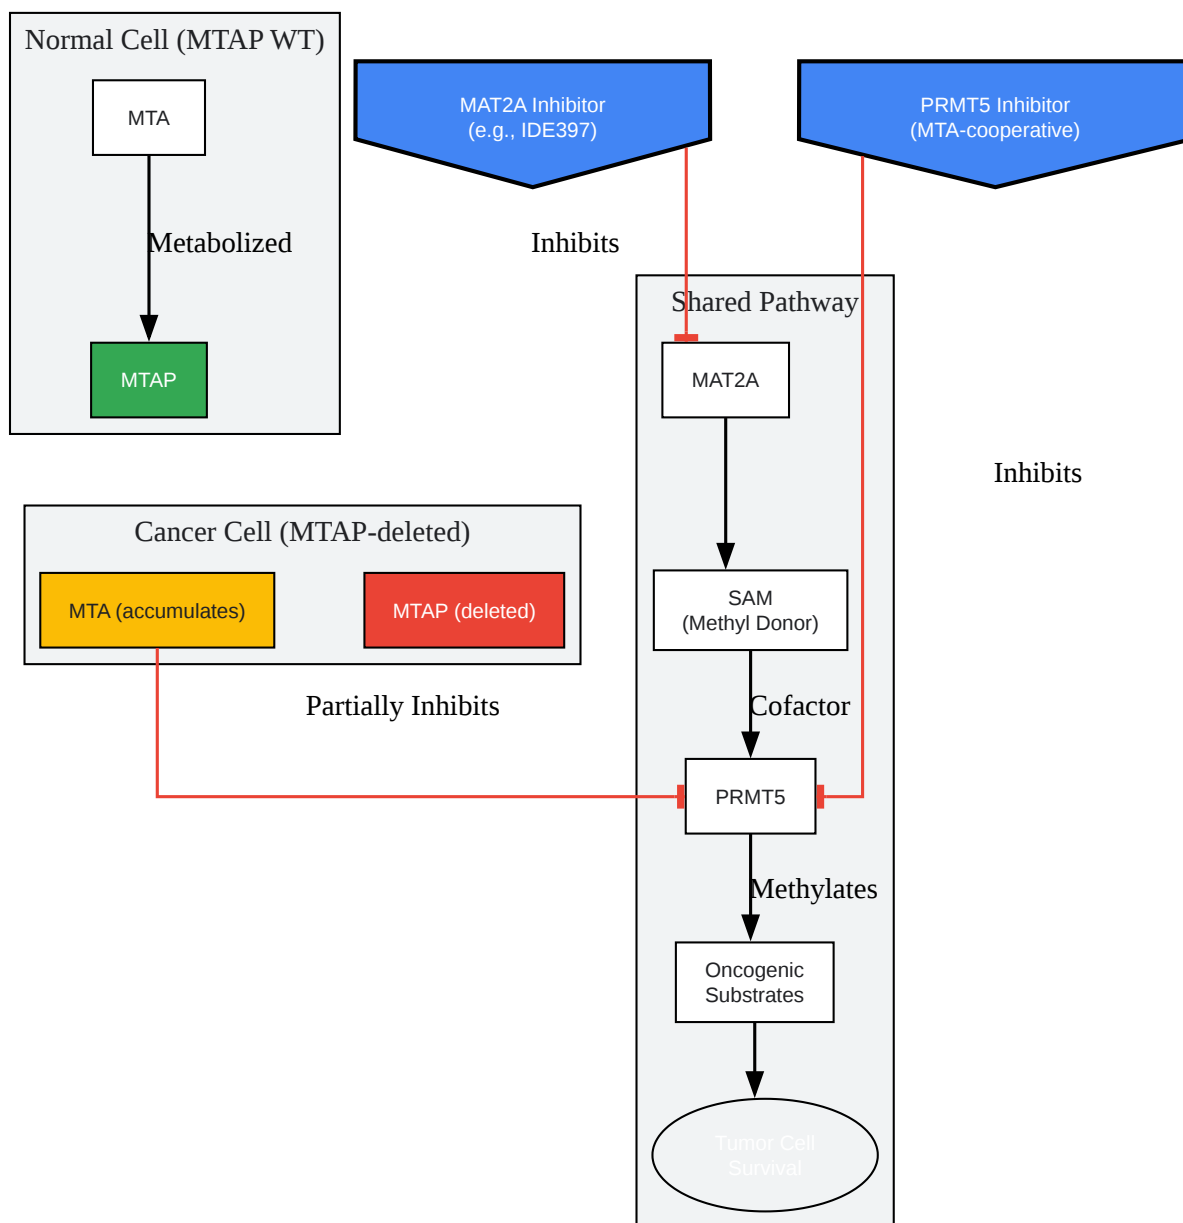 Normal Cell (MTAP WT)
MTA
Metabolized
MTAP
MAT2A Inhibitor
(e.g., IDE397)
PRMT5 Inhibitor
(MTA-cooperative)
Inhibits
Inhibits
Shared Pathway
MAT2A
Cancer Cell (MTAP-deleted)
MTA (accumulates)
MTAP (deleted)
Partially Inhibits
SAM
(Methyl Donor)
Cofactor
PRMT5
Methylates
Oncogenic
Substrates
Tumor Cell
Survival